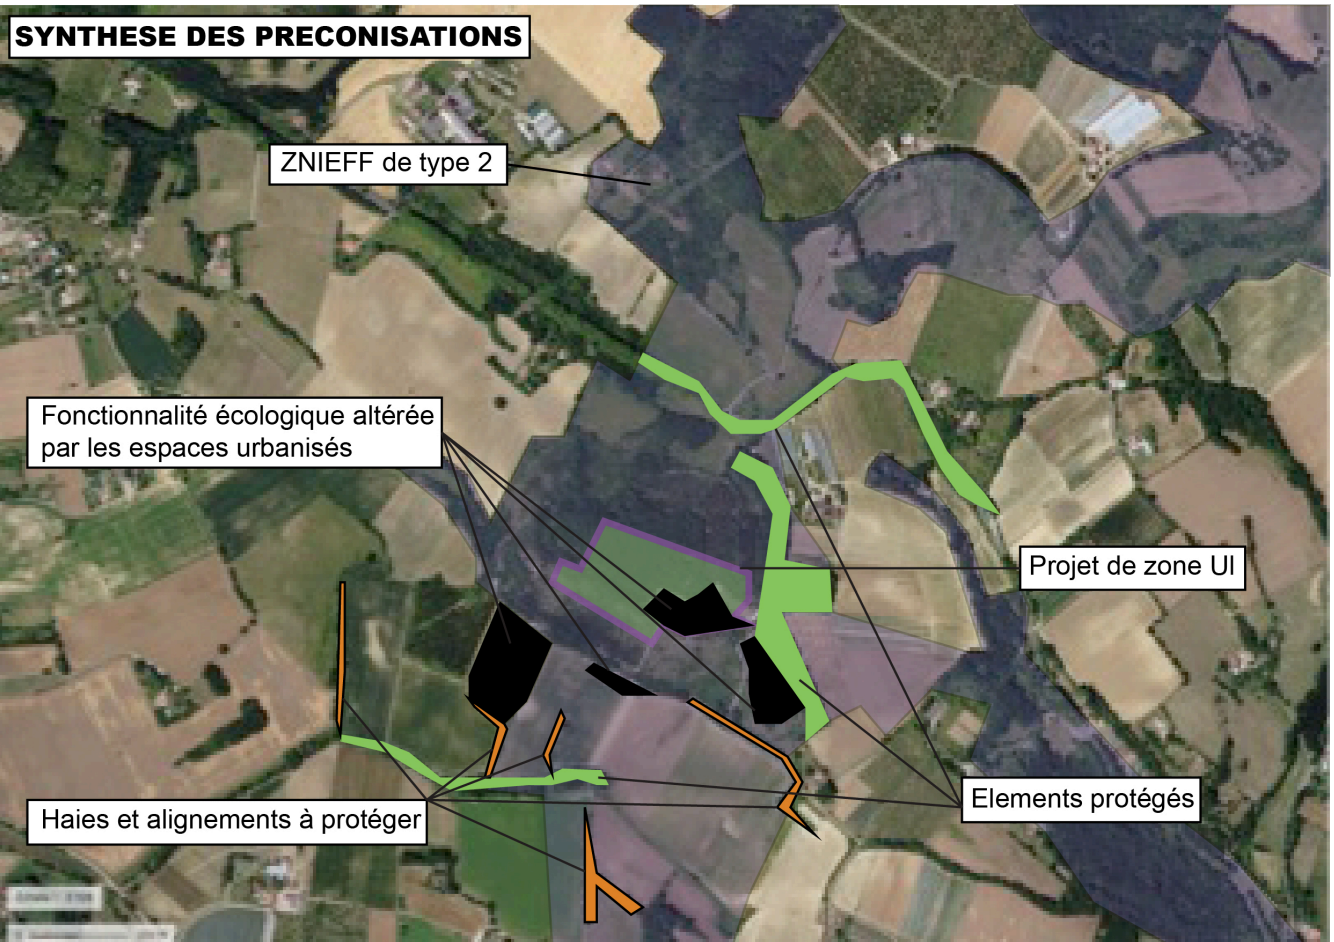 SYNTHESE DES PRECONISATIONS
ZNIEFF de type 2
Fonctionnalité écologique altérée
par les espaces urbanisés
Projet de zone UI
Elements protégés
Haies et alignements à protéger